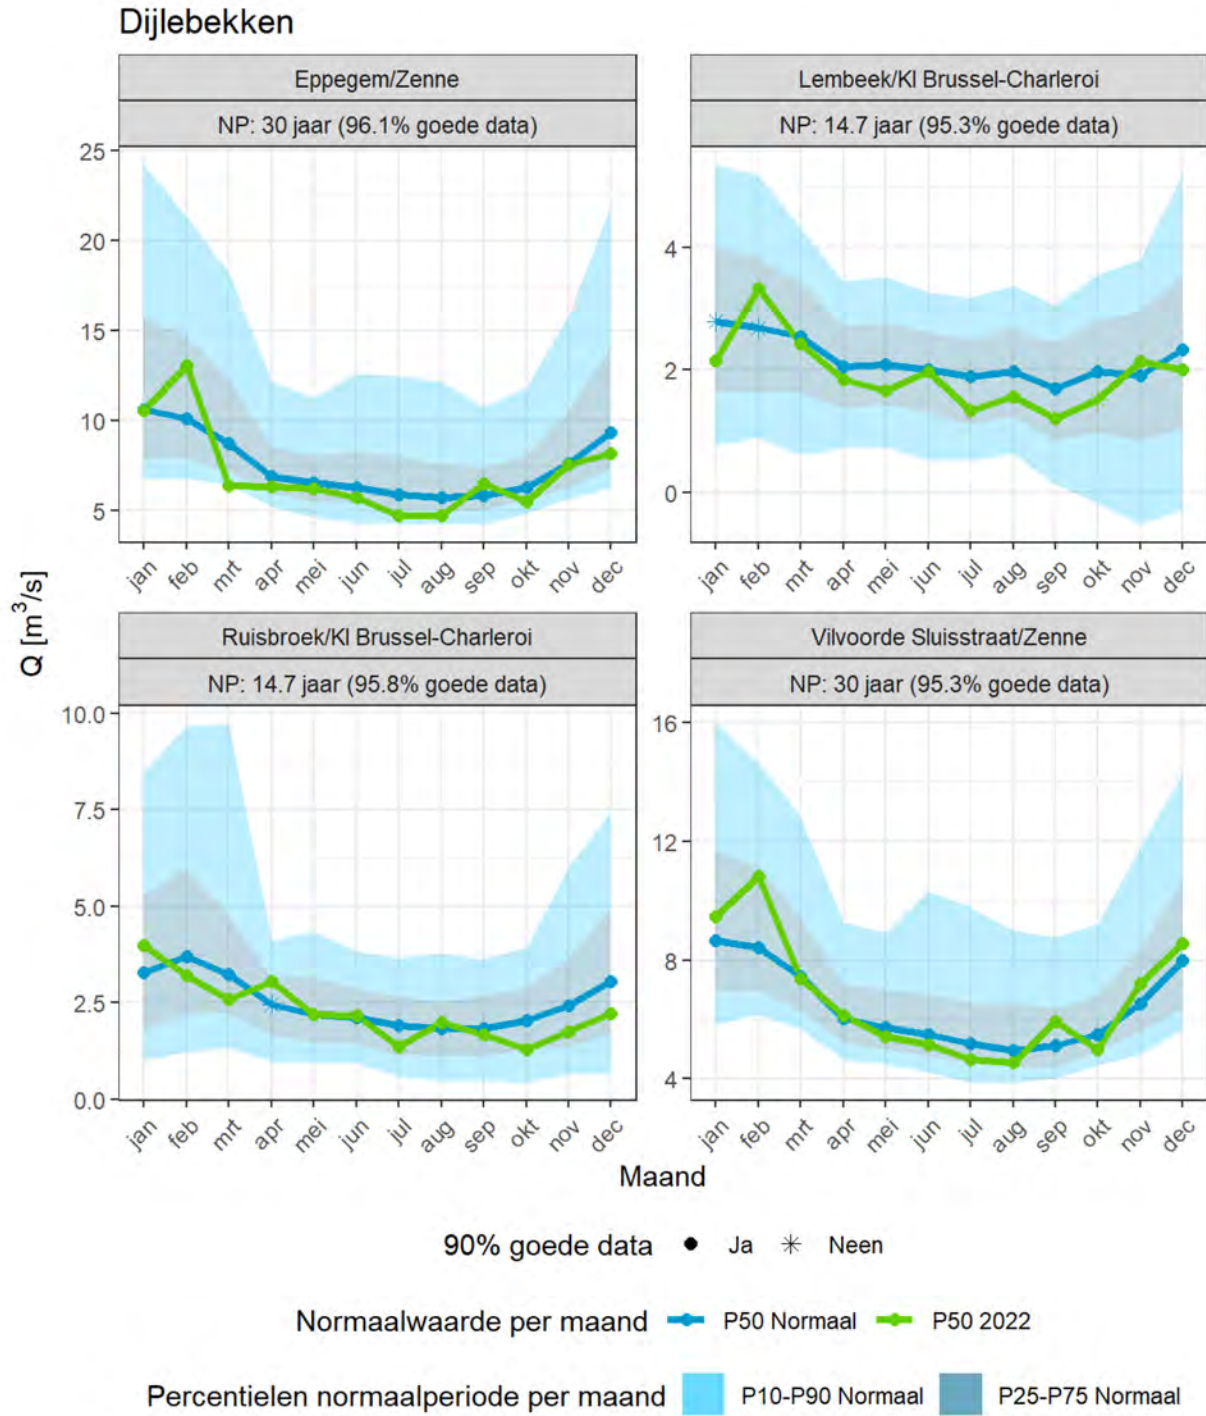 Dijlebekken
Eppegem/Zenne
NP: 30 jaar (96.1% goede data)
25
20
15
10
5
jan feb mrt apr mei jun jul aug sep okt nov dec
Lembeek/Kl Brussel-Charleroi
NP: 14.7 jaar (95.3% goede data)
4
2
0
jan feb mrt apr mei jun jul aug sep okt nov dec
Q [m³/s]
Ruisbroek/Kl Brussel-Charleroi
NP: 14.7 jaar (95.8% goede data)
10.0
7.5
5.0
2.5
0.0
jan feb mrt apr mei jun jul aug sep okt nov dec
Vilvoorde Sluisstraat/Zenne
NP: 30 jaar (95.3% goede data)
16
12
8
4
jan feb mrt apr mei jun jul aug sep okt nov dec
Maand
90% goede data Ja Neen
Normaalwaarde per maand P50 Normaal P50 2022
Percentielen normaalperiode per maand P10-P90 Normaal P25-P75 Normaal